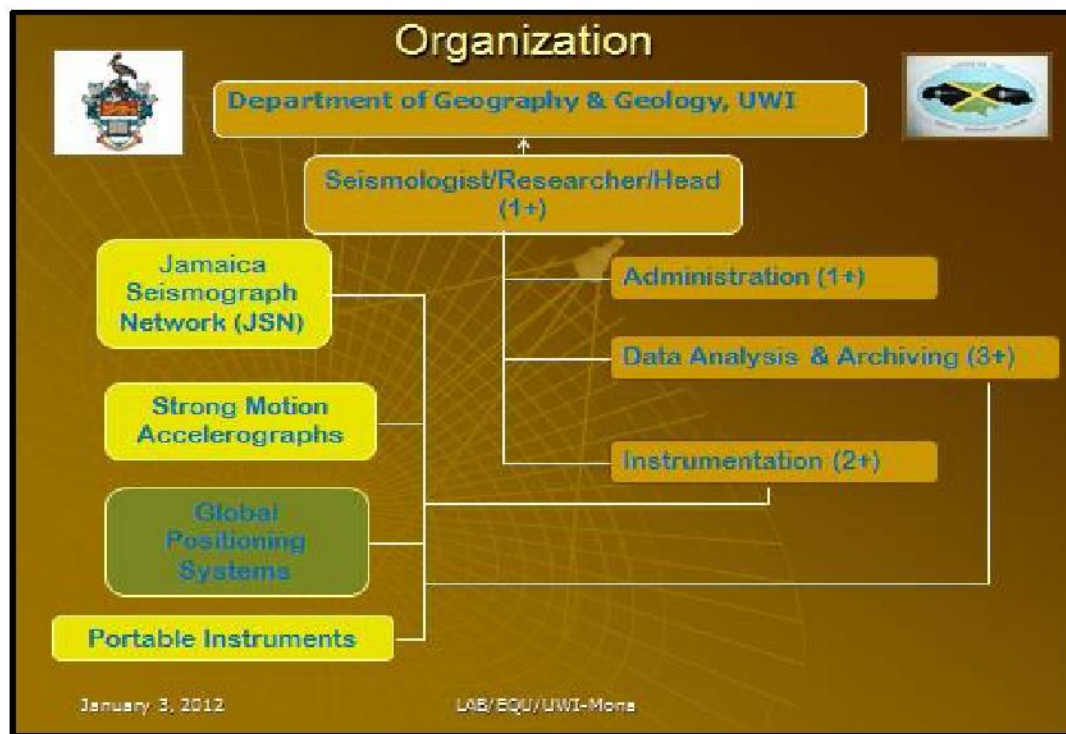 Organization
Department of Geography & Geology, UWI
Seismologist/Researcher/Head
(1+)
Jamaica
Seismograph
Network (JSN)
Administration (1+)
Data Analysis & Archiving (3+)
Strong Motion
Accelerographs
Instrumentation (2+)
Global
Positioning
Systems
Portable Instruments
January 3, 2012
LAB/EQU/UWI-Mona